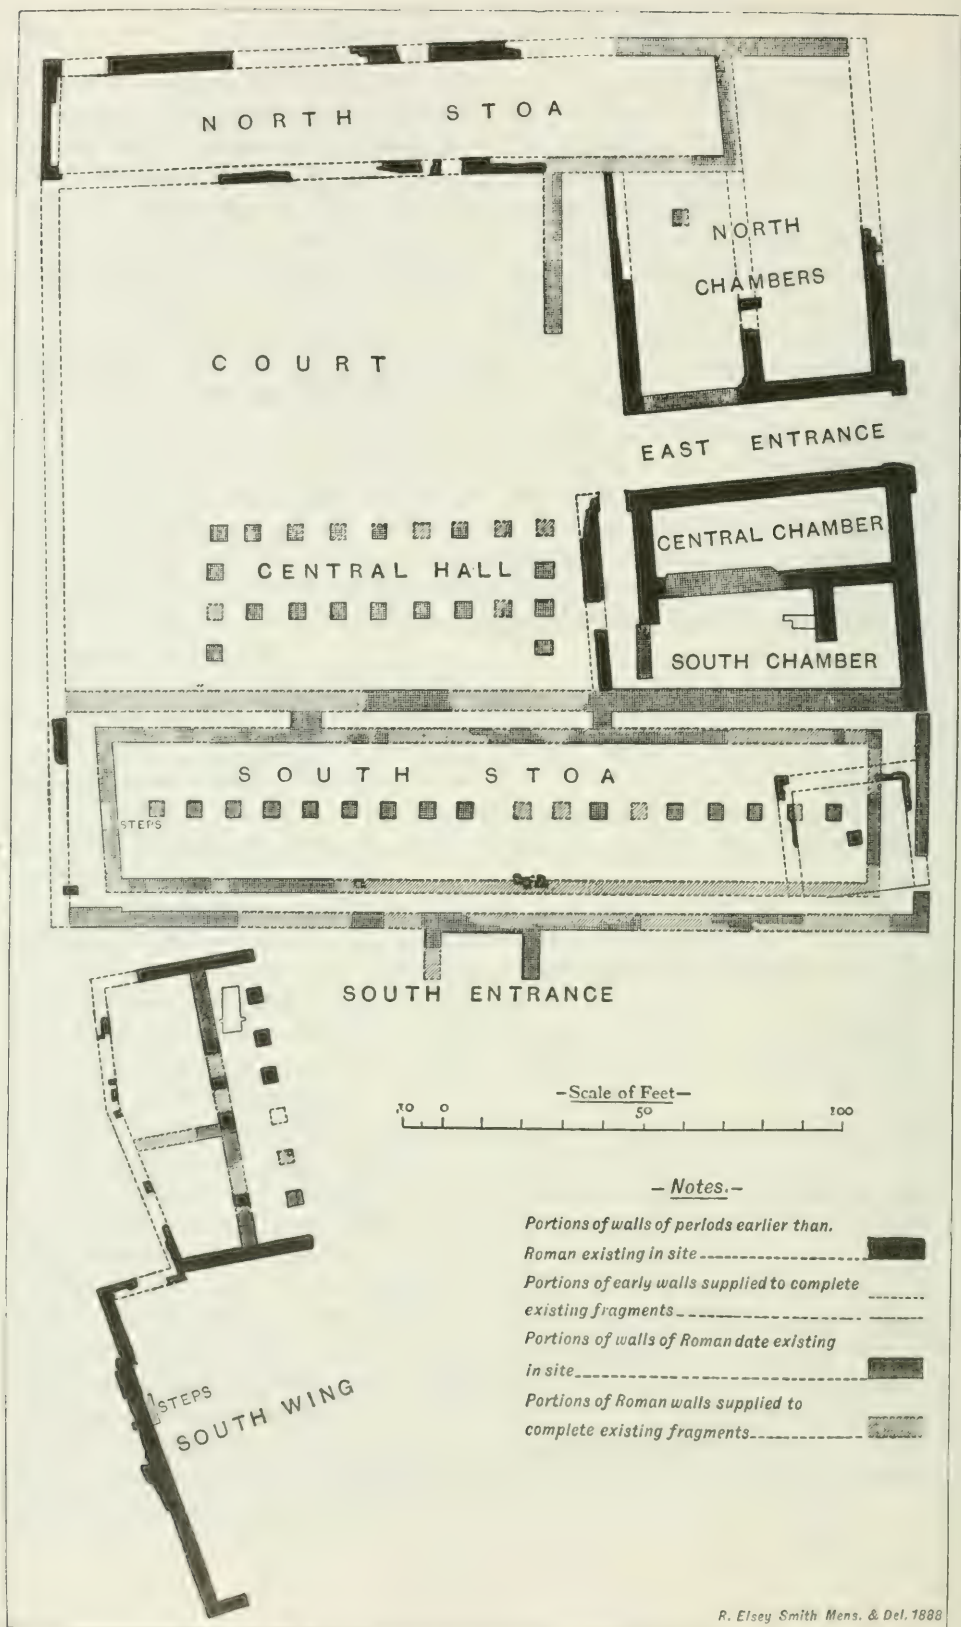 NORTH STOA
NORTH
CHAMBERS
COURT
EAST ENTRANCE
CENTRAL CHAMBER
CENTRAL HALL
SOUTH CHAMBER
SOUTH STOA
STEPS
SOUTH ENTRANCE
—Scale of Feet—
10 0 50 100
— Notes.—
Portions of walls of periods earlier than.
Roman existing in site
Portions of early walls supplied to complete
existing fragments
Portions of walls of Roman date existing
in site
Portions of Roman walls supplied to
complete existing fragments
STEPS
SOUTH WING
R. Elsey Smith Mens. & Del. 1888